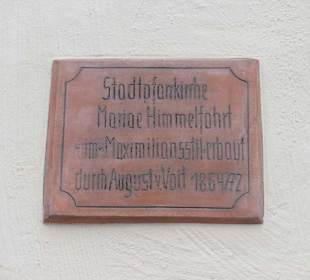 Stadtpfarrkirche
Mariae Himmelfahrt
-im-Maximiliansstil-erbaut
durch August v. Voit 1864/72